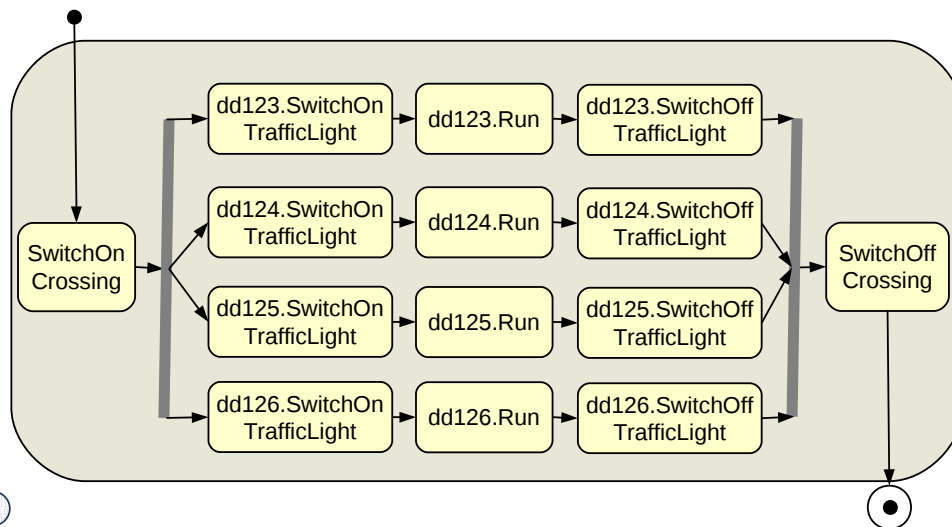 dd123.SwitchOn
TrafficLight
dd123.Run
dd123.SwitchOff
TrafficLight
dd124.SwitchOn
TrafficLight
dd124.Run
dd124.SwitchOff
TrafficLight
SwitchOn
Crossing
SwitchOff
Crossing
dd125.SwitchOn
TrafficLight
dd125.Run
dd125.SwitchOff
TrafficLight
dd126.SwitchOn
TrafficLight
dd126.Run
dd126.SwitchOff
TrafficLight